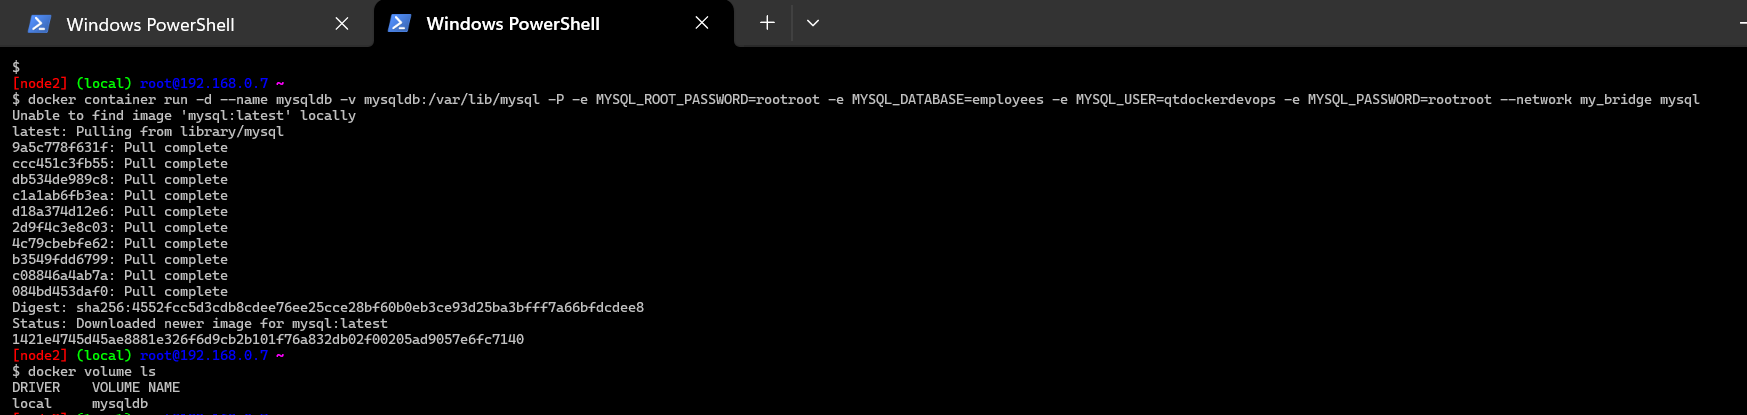 Windows PowerShell
Windows PowerShell
$
[node2] (local) root@192.168.0.7 ~
$ docker container run -d --name mysqldb -v mysqldb:/var/lib/mysql -P -e MYSQL_ROOT_PASSWORD=rootroot -e MYSQL_DATABASE=employees -e MYSQL_USER=qtdockerdevops -e MYSQL_PASSWORD=rootroot --network my_bridge mysql
Unable to find image 'mysql:latest' locally
latest: Pulling from library/mysql
9a5c778f631f: Pull complete
ccc451c3fb55: Pull complete
db534de989c8: Pull complete
c1a1ab6fb3ea: Pull complete
d18a374d12e6: Pull complete
2d9f4c3e8c03: Pull complete
4c79cbebfe62: Pull complete
b3549fdd6799: Pull complete
c08846a4ab7a: Pull complete
084bd453daf0: Pull complete
Digest: sha256:4552fcc5d3cdb8cdee76ee25cce28bf60b0eb3ce93d25ba3bfff7a66bfdcdee8
Status: Downloaded newer image for mysql:latest
1421e4745d45ae8881e326f6d9cb2b101f76a832db02f00205ad9057e6fc7140
[node2] (local) root@192.168.0.7 ~
$ docker volume ls
DRIVER    VOLUME NAME
local     mysqldb